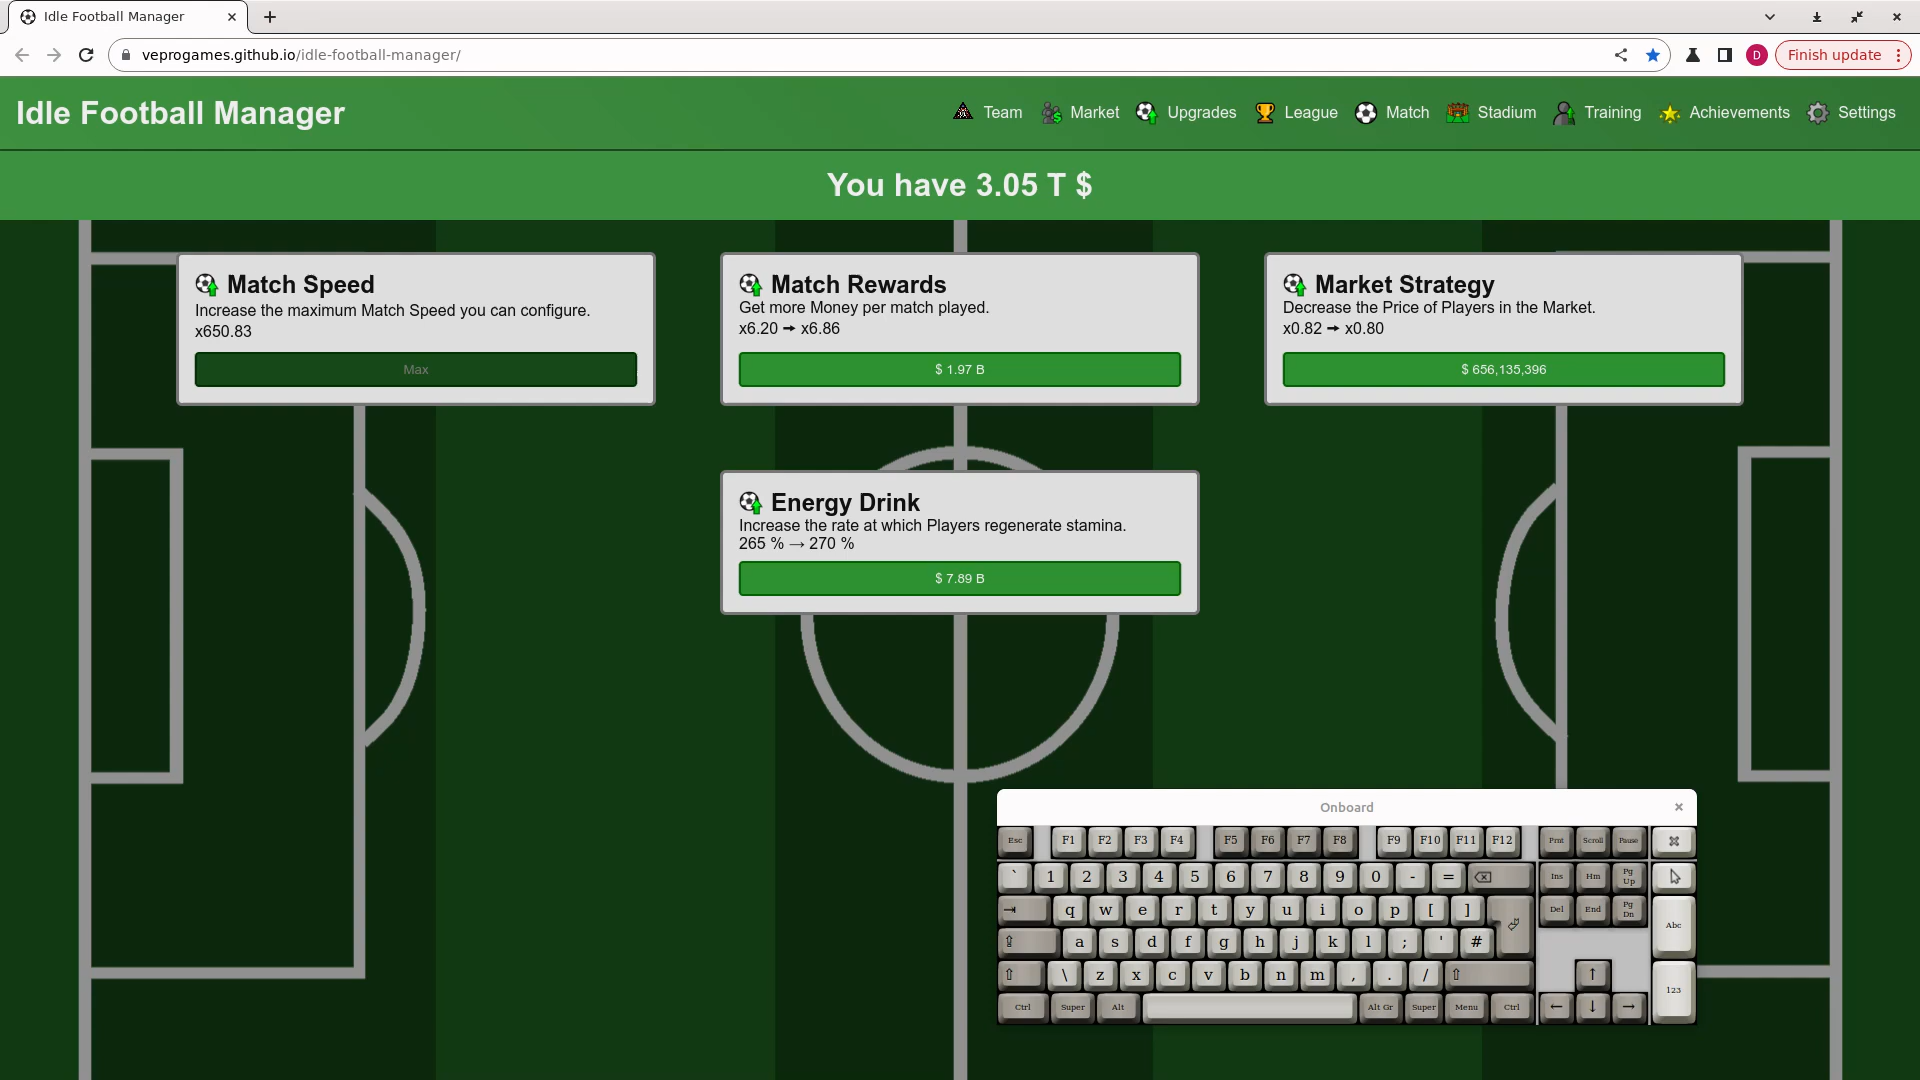 Idle Football Manager
veprogames.github.io/idle-football-manager/
D
Finish update
Idle Football Manager
Team
Market
Upgrades
League
Match
Stadium
Training
Achievements
Settings
You have 3.05 T $
Match Speed
Increase the maximum Match Speed you can configure.
x650.83
Max
Match Rewards
Get more Money per match played.
x6.20 ➞ x6.86
$ 1.97 B
Market Strategy
Decrease the Price of Players in the Market.
x0.82 ➞ x0.80
$ 656,135,396
Energy Drink
Increase the rate at which Players regenerate stamina.
265 % → 270 %
$ 7.89 B
Onboard
Esc F1 F2 F3 F4 F5 F6 F7 F8 F9 F10 F11 F12 Prnt Scroll Pause
` 1 2 3 4 5 6 7 8 9 0 - = Ins Hm Pg Up
q w e r t y u i o p [ ] Del End Pg Dn Abc
a s d f g h j k l ; ' #
\ z x c v b n m , . / ↑ 123
Ctrl Super Alt Alt Gr Super Menu Ctrl ← ↓ →